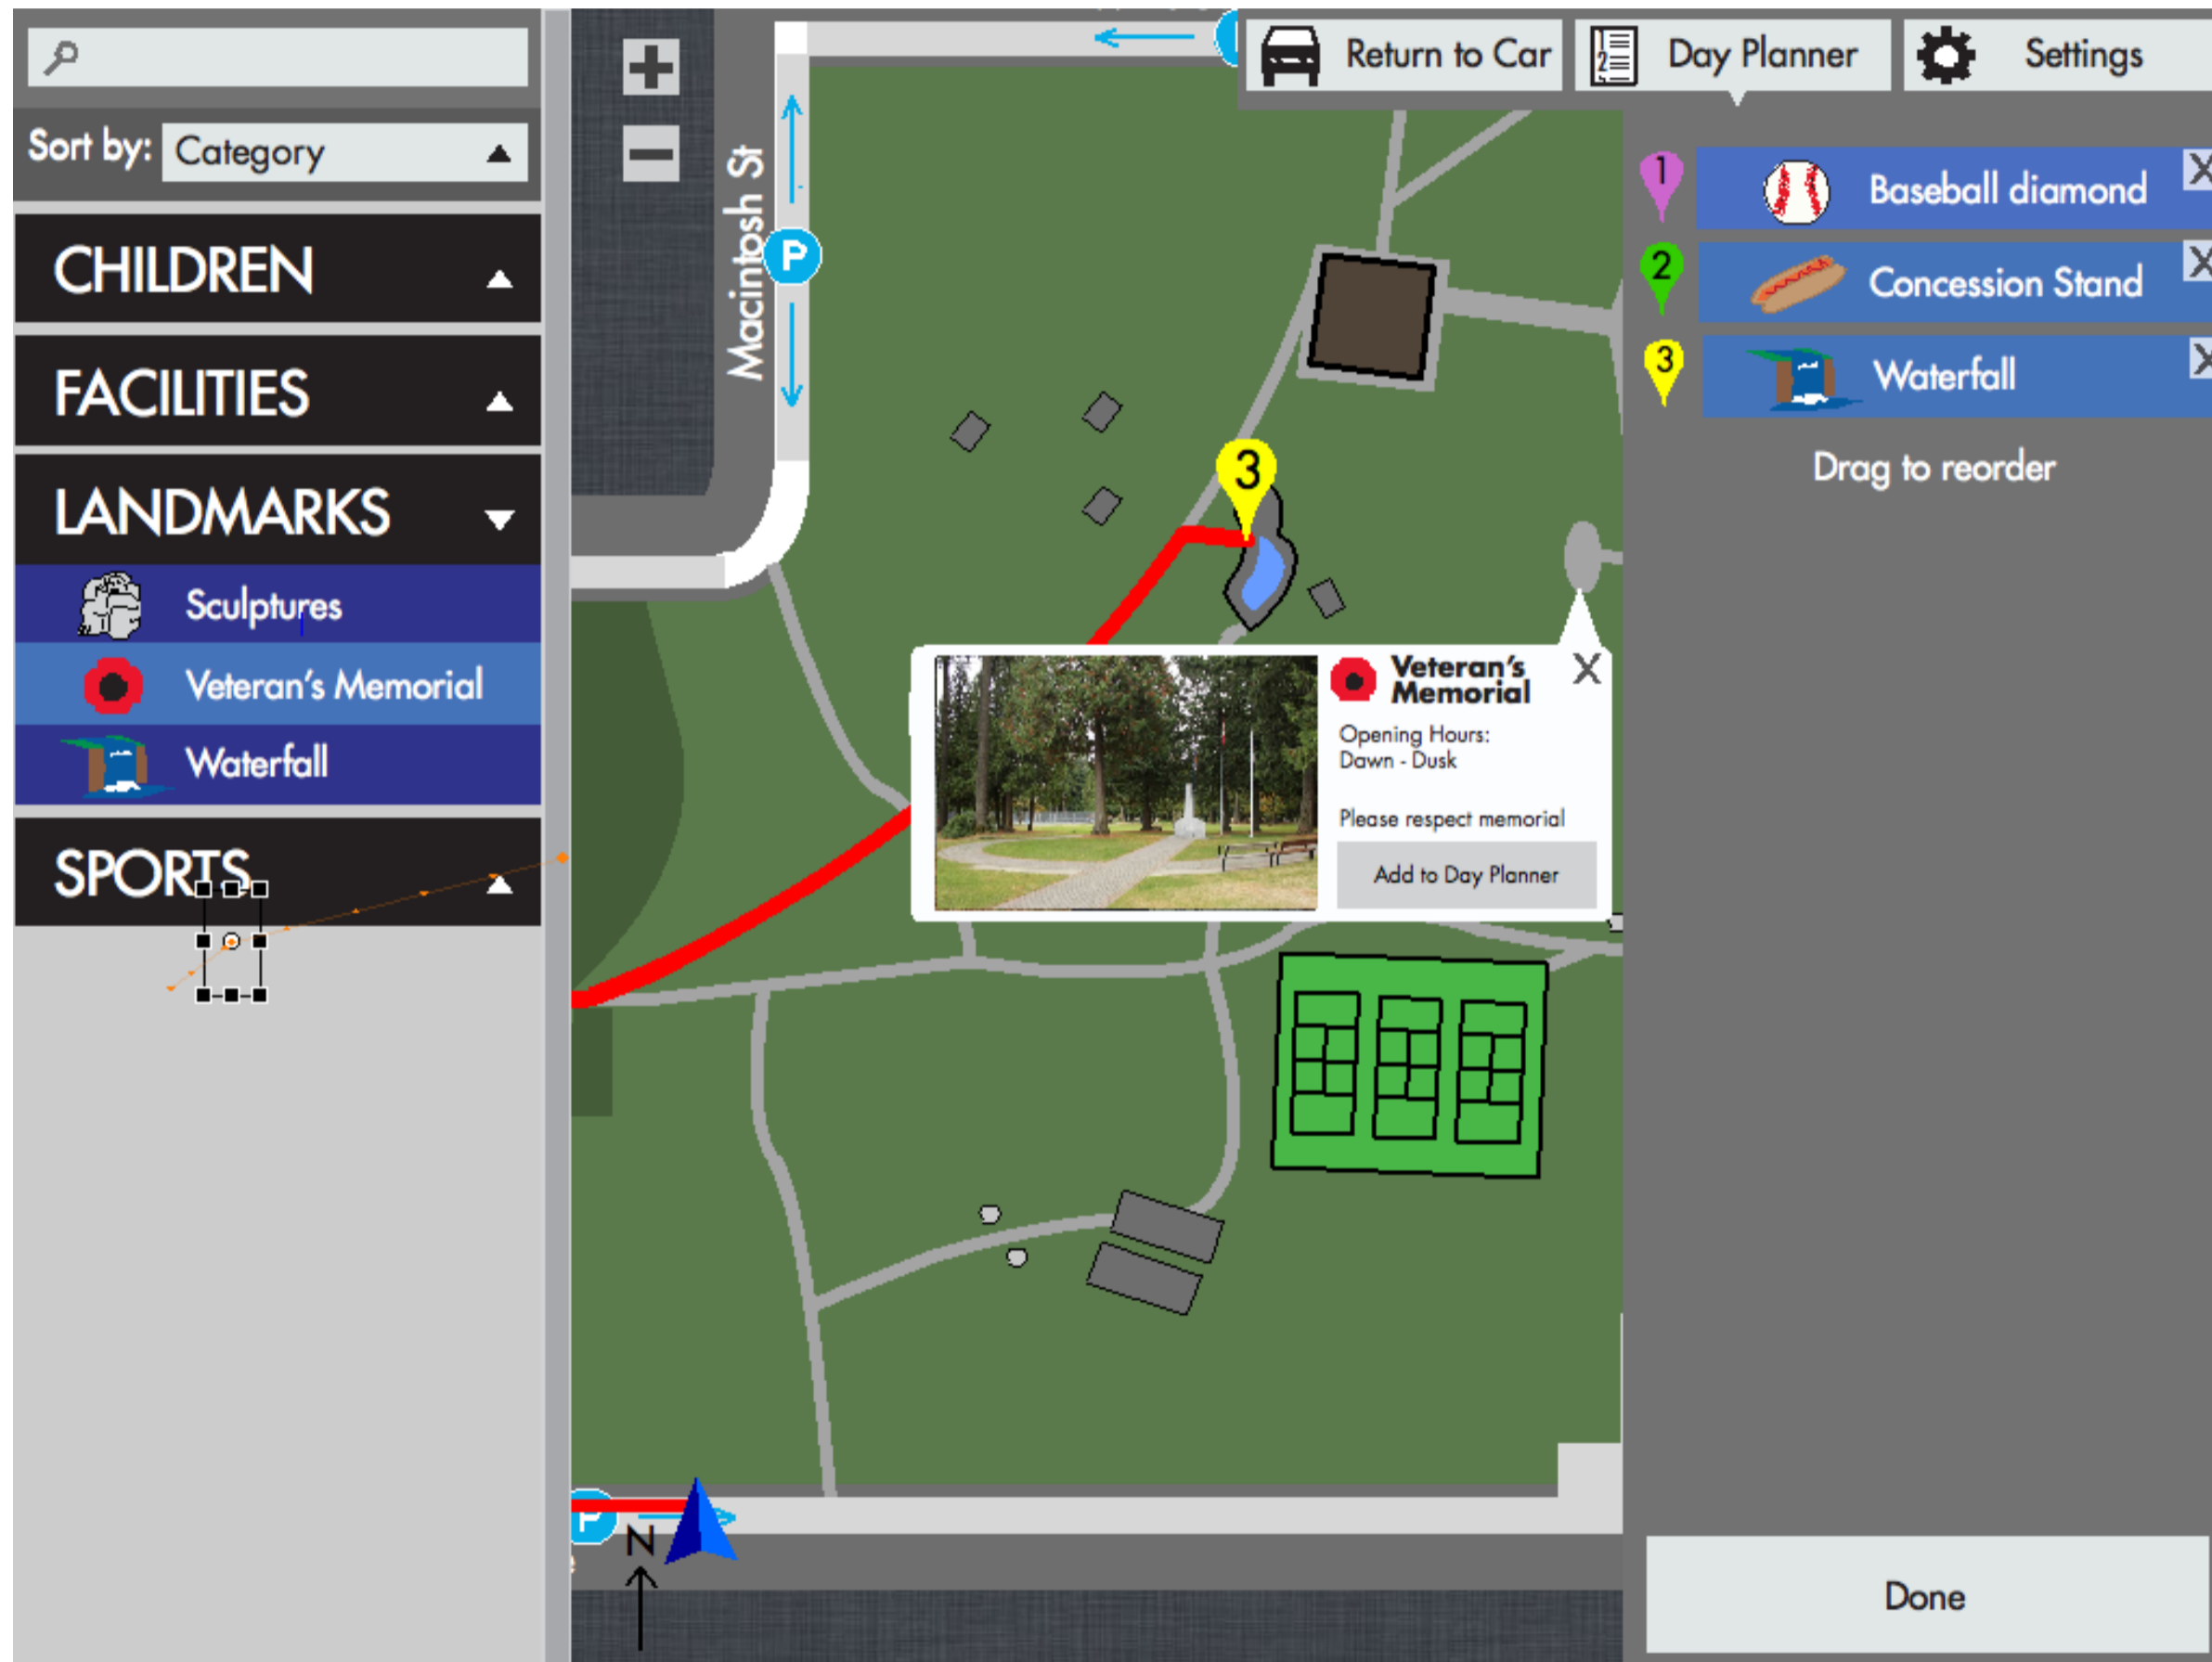 Sort by: Category
CHILDREN
FACILITIES
LANDMARKS
Sculptures
Veteran's Memorial
Waterfall
SPORTS
Macintosh St
P
3
Veteran's
Memorial
X
Opening Hours:
Dawn - Dusk
Please respect memorial
Add to Day Planner
P
N
Return to Car
Day Planner
Settings
1 Baseball diamond X
2 Concession Stand X
3 Waterfall X
Drag to reorder
Done